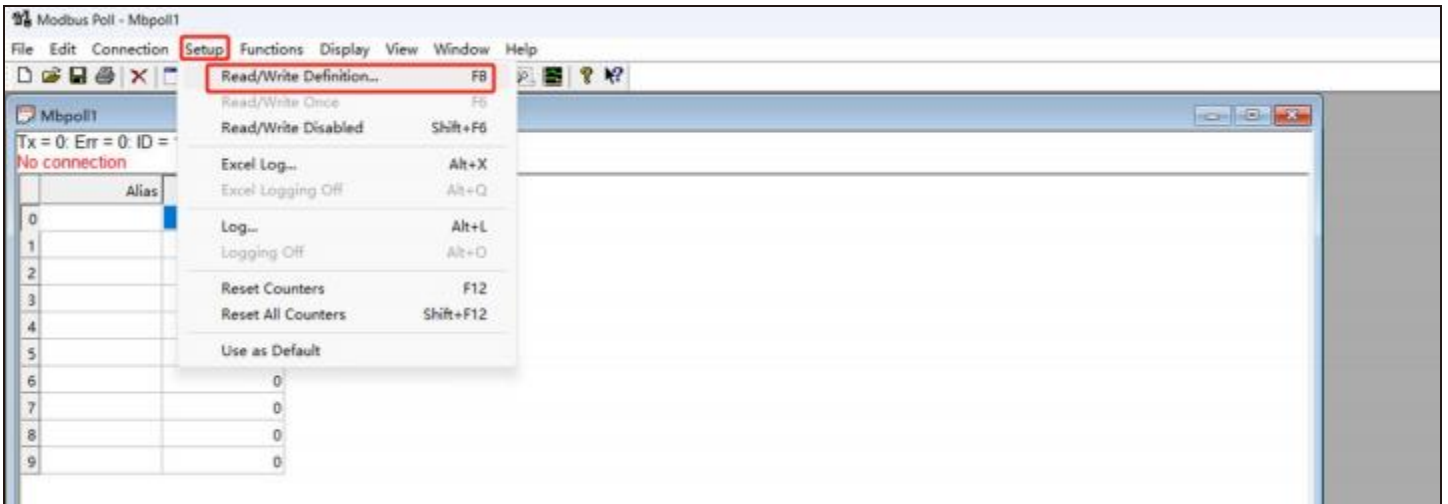 Modbus Poll - Mbpoll1
File Edit Connection Setup Functions Display View Window Help
Read/Write Definition... F8
Read/Write Once F6
Mbpoll1
Read/Write Disabled Shift+F6
Tx = 0: Err = 0: ID =
No connection
Excel Log... Alt+X
Alias
Excel Logging Off Alt+Q
0
Log... Alt+L
1
Logging Off Alt+O
2
Reset Counters F12
3
Reset All Counters Shift+F12
4
Use as Default
5
6 0
7 0
8 0
9 0